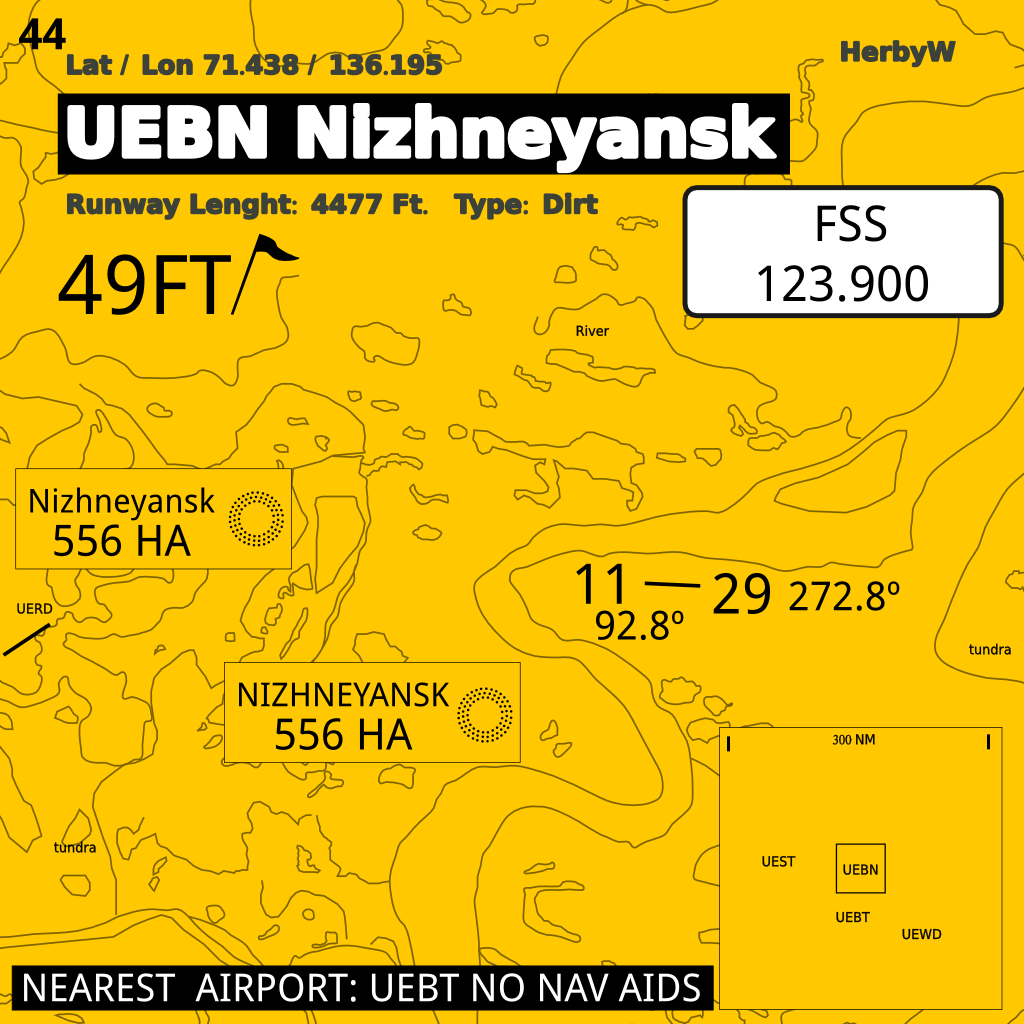 44
Lat / Lon 71.438 / 136.195
HerbyW
UEBN Nizhneyansk
Runway Lenght: 4477 Ft. Type: Dirt
FSS
123.900
49FT
River
Nizhneyansk
556 HA
11 29 272.8º
92.8º
UERD
tundra
NIZHNEYANSK
556 HA
300 NM
tundra
UEST
UEBN
UEBT
UEWD
NEAREST AIRPORT: UEBT NO NAV AIDS